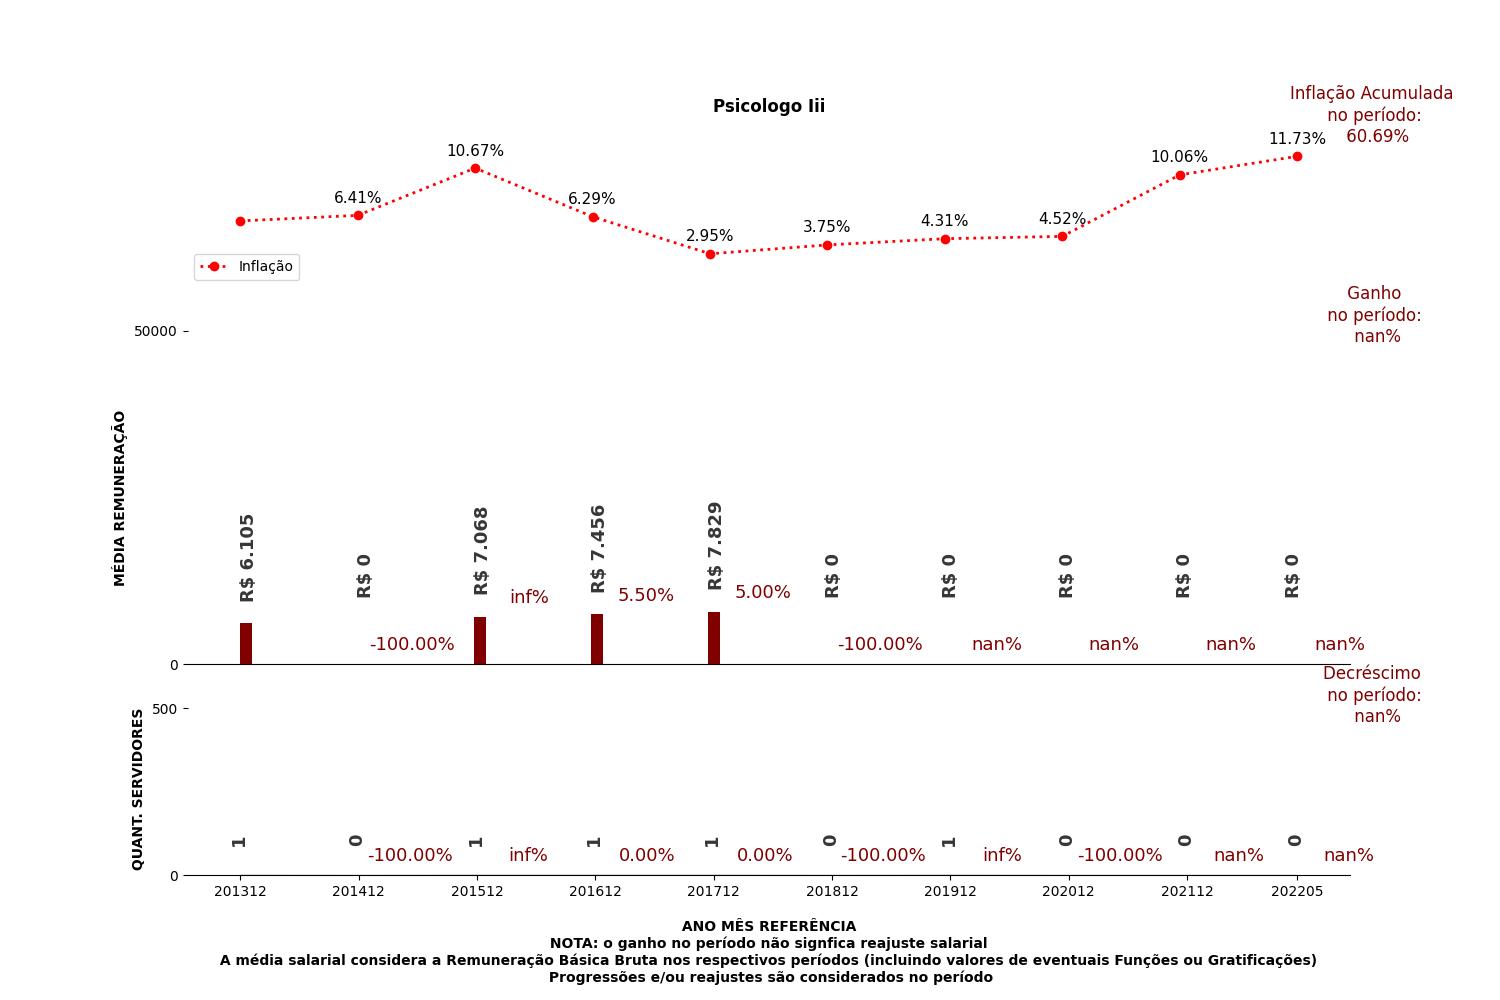 Psicologo Iii
Inflação Acumulada
no período:
60.69%
10.67%
6.41%
6.29%
2.95%
3.75%
4.31%
4.52%
10.06%
11.73%
Inflação
Ganho
no período:
nan%
50000
0
MÉDIA REMUNERAÇÃO
R$ 6.105
R$ 0
R$ 7.068
R$ 7.456
R$ 7.829
R$ 0
R$ 0
R$ 0
R$ 0
R$ 0
-100.00%
inf%
5.50%
5.00%
-100.00%
nan%
nan%
nan%
nan%
Decréscimo
no período:
nan%
500
0
QUANT. SERVIDORES
1
0
1
1
1
0
1
0
0
0
-100.00%
inf%
0.00%
0.00%
-100.00%
inf%
-100.00%
nan%
nan%
201312
201412
201512
201612
201712
201812
201912
202012
202112
202205
ANO MÊS REFERÊNCIA
NOTA: o ganho no período não signfica reajuste salarial
A média salarial considera a Remuneração Básica Bruta nos respectivos períodos (incluindo valores de eventuais Funções ou Gratificações)
Progressões e/ou reajustes são considerados no período